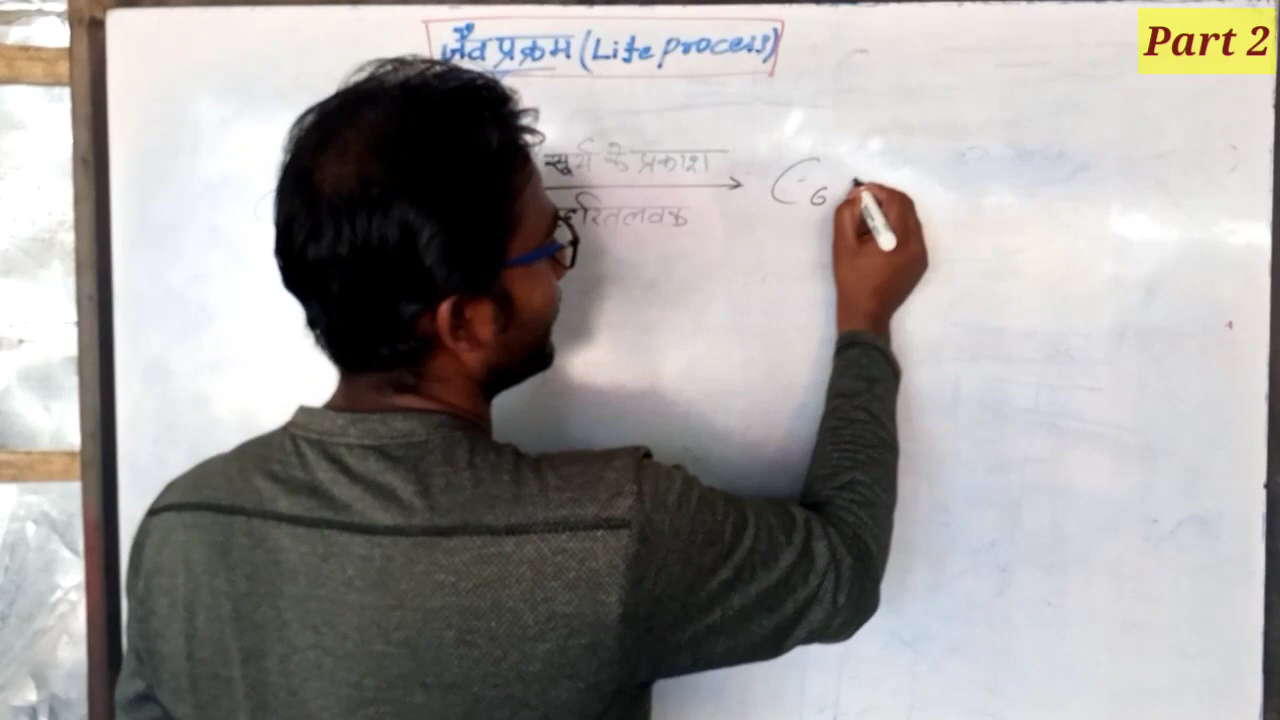 Part 2
जैव प्रक्रम (Life process)
सूर्य के प्रकाश
C6
हरितलवक